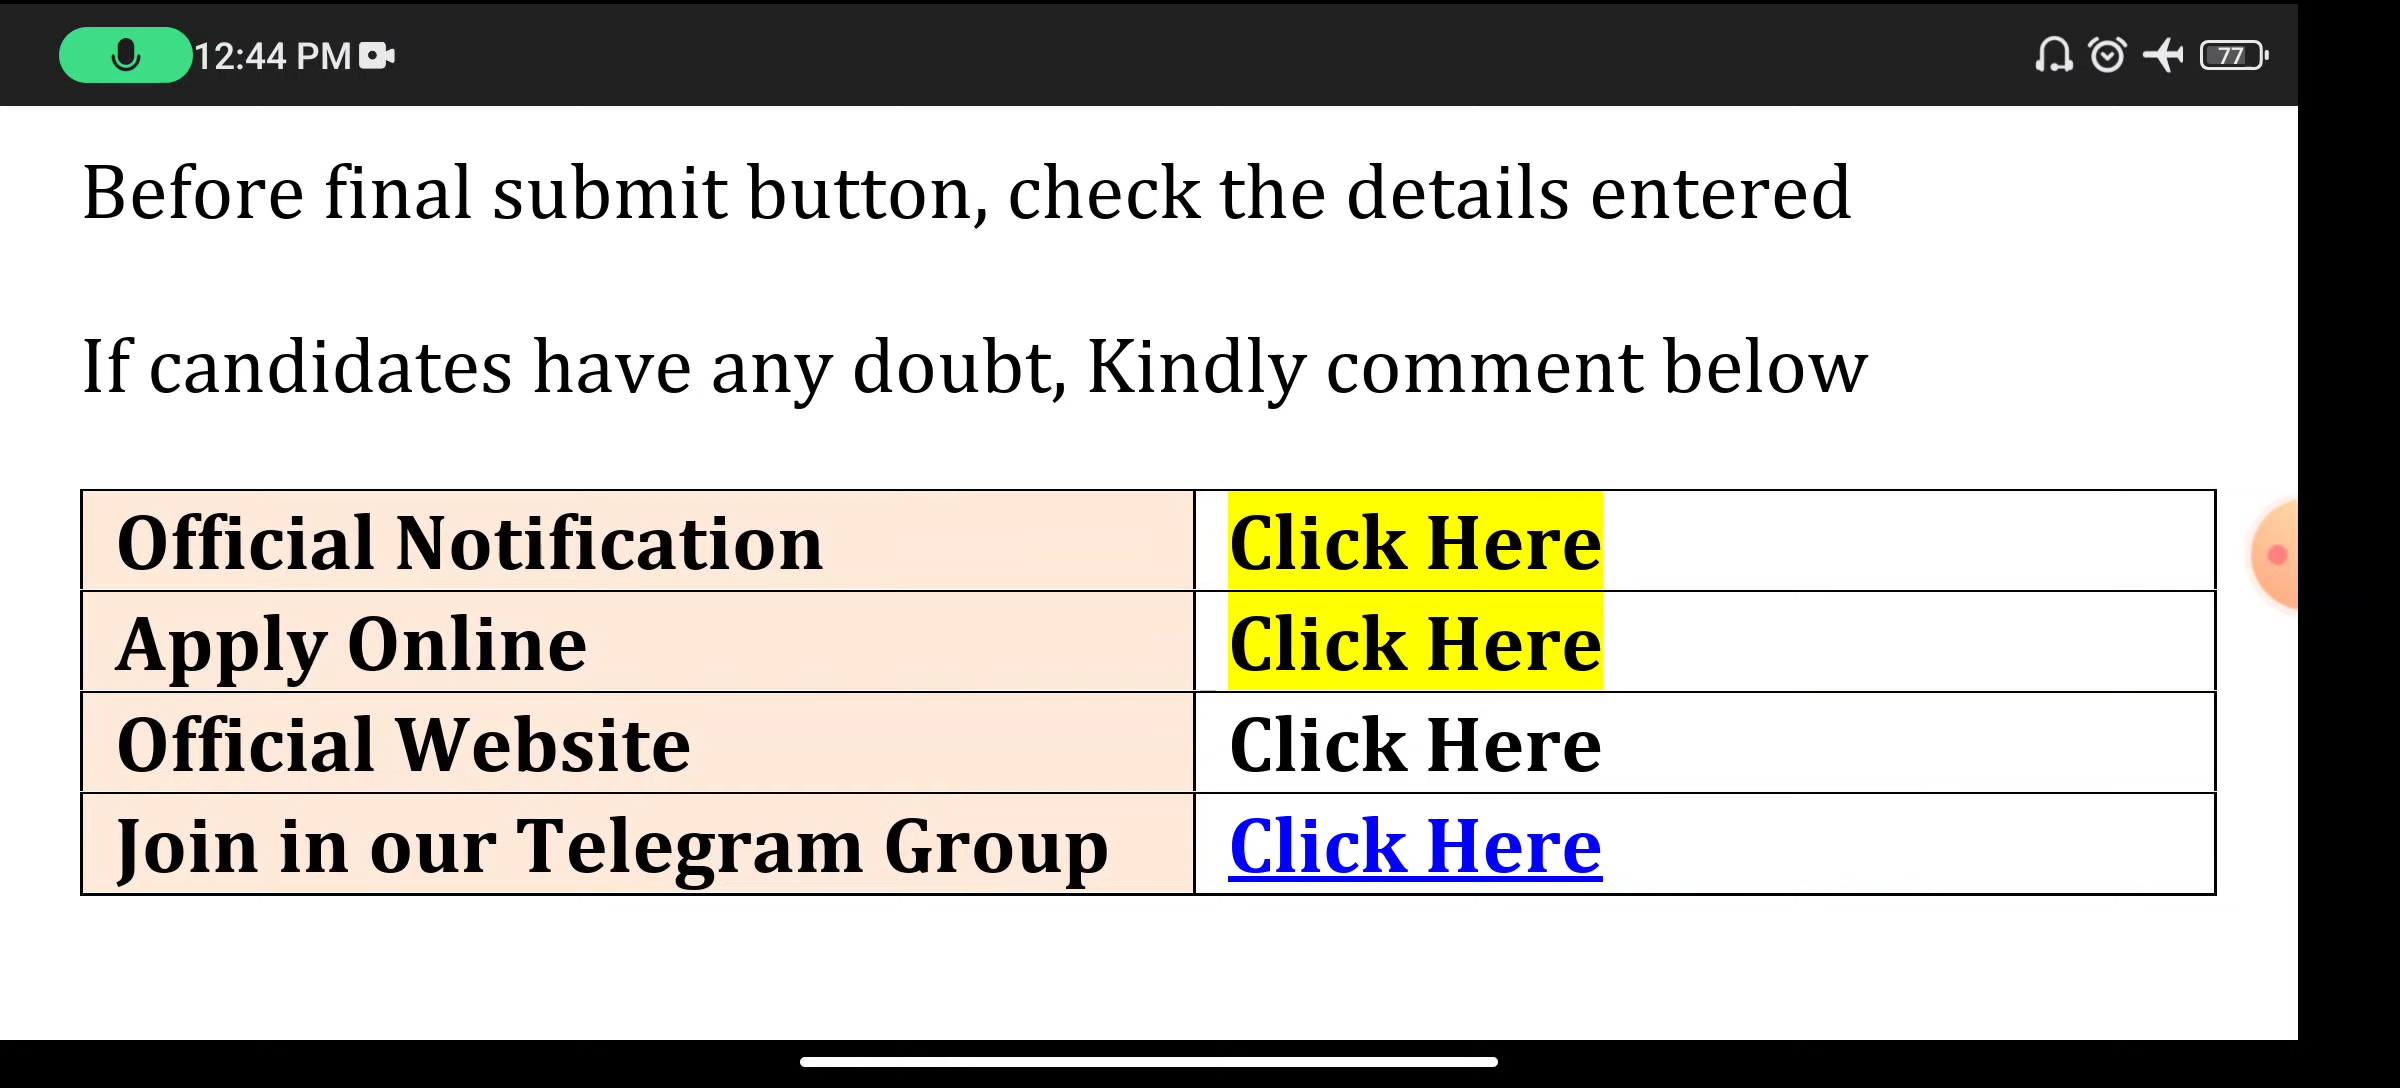 12:44 PM
77
Before final submit button, check the details entered
If candidates have any doubt, Kindly comment below
Official Notification Click Here
Apply Online Click Here
Official Website Click Here
Join in our Telegram Group Click Here